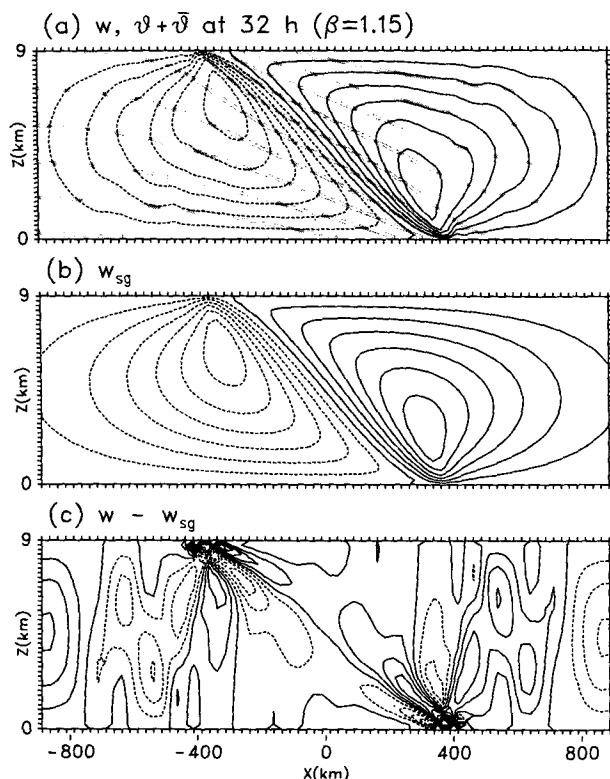 (a) w, ϑ+ϑ̄ at 32 h (β=1.15)
9
Z(km)
0
(b) w_sg
9
Z(km)
0
(c) w − w_sg
9
Z(km)
0
−800 −400 0 400 800
X(km)